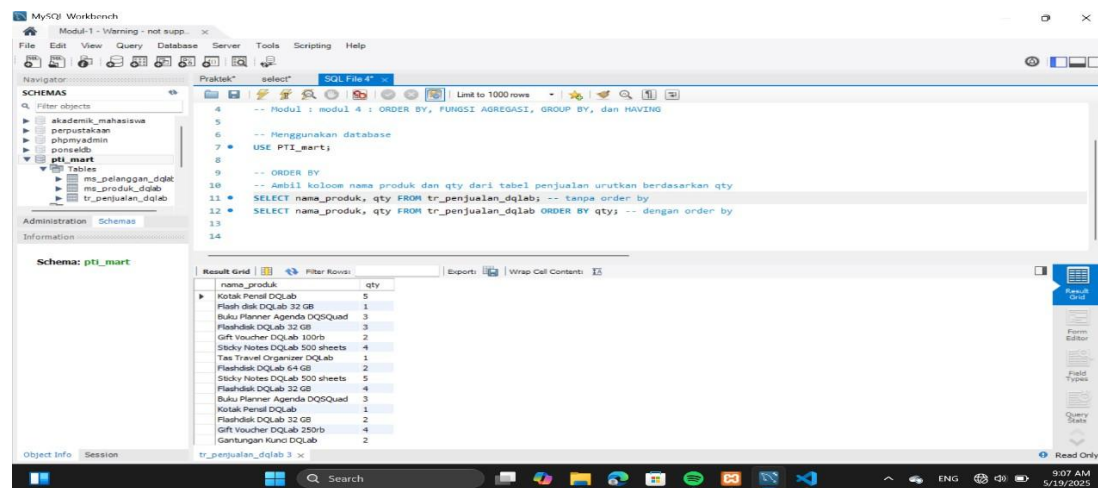 MySQL Workbench
Modul-1 - Warning - not supp...
File Edit View Query Database Server Tools Scripting Help
Navigator
SCHEMAS
Filter objects
akademik_mahasiswa
perpustakaan
phpmyadmin
ponseldb
pti_mart
Tables
ms_pelanggan_dqlab
ms_produk_dqlab
tr_penjualan_dqlab
Administration Schemas
Information
Schema: pti_mart
Object Info Session
Praktek* select* SQL File 4*
Limit to 1000 rows
4 -- Modul : modul 4 : ORDER BY, FUNGSI AGREGASI, GROUP BY, dan HAVING
5
6 -- Menggunakan database
7 USE PTI_mart;
8
9 -- ORDER BY
10 -- Ambil koloom nama produk dan qty dari tabel penjualan urutkan berdasarkan qty
11 SELECT nama_produk, qty FROM tr_penjualan_dqlab; -- tanpa order by
12 SELECT nama_produk, qty FROM tr_penjualan_dqlab ORDER BY qty; -- dengan order by
13
14
Result Grid Filter Rows: Export: Wrap Cell Content:
nama_produk qty
Kotak Pensil DQLab 5
Flash disk DQLab 32 GB 1
Buku Planner Agenda DQSQuad 3
Flashdisk DQLab 32 GB 3
Gift Voucher DQLab 100rb 2
Sticky Notes DQLab 500 sheets 4
Tas Travel Organizer DQLab 1
Flashdisk DQLab 64 GB 2
Sticky Notes DQLab 500 sheets 5
Flashdisk DQLab 32 GB 4
Buku Planner Agenda DQSQuad 3
Kotak Pensil DQLab 1
Flashdisk DQLab 32 GB 2
Gift Voucher DQLab 250rb 4
Gantungan Kunci DQLab 2
Result Grid
Form Editor
Field Types
Query Stats
tr_penjualan_dqlab 3
Read Only
Search
ENG
9:07 AM
5/19/2025